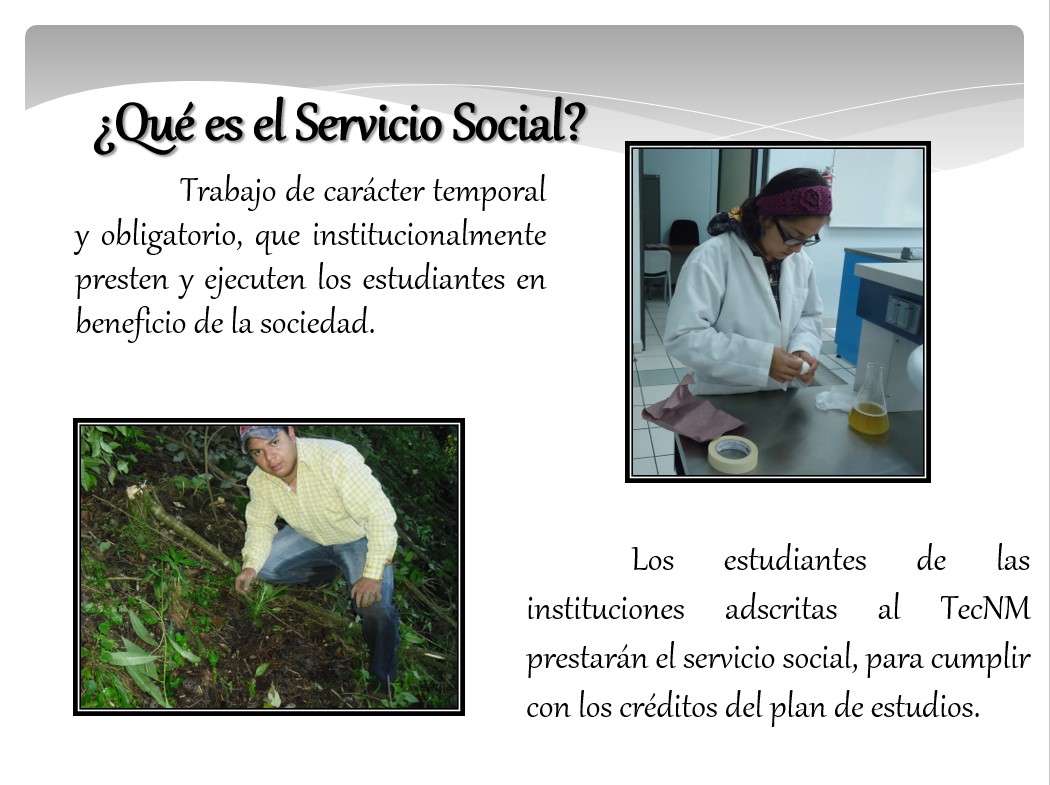 ¿Qué es el Servicio Social?
Trabajo de carácter temporal
y obligatorio, que institucionalmente
presten y ejecuten los estudiantes en
beneficio de la sociedad.
Los estudiantes de las
instituciones adscritas al TecNM
prestarán el servicio social, para cumplir
con los créditos del plan de estudios.